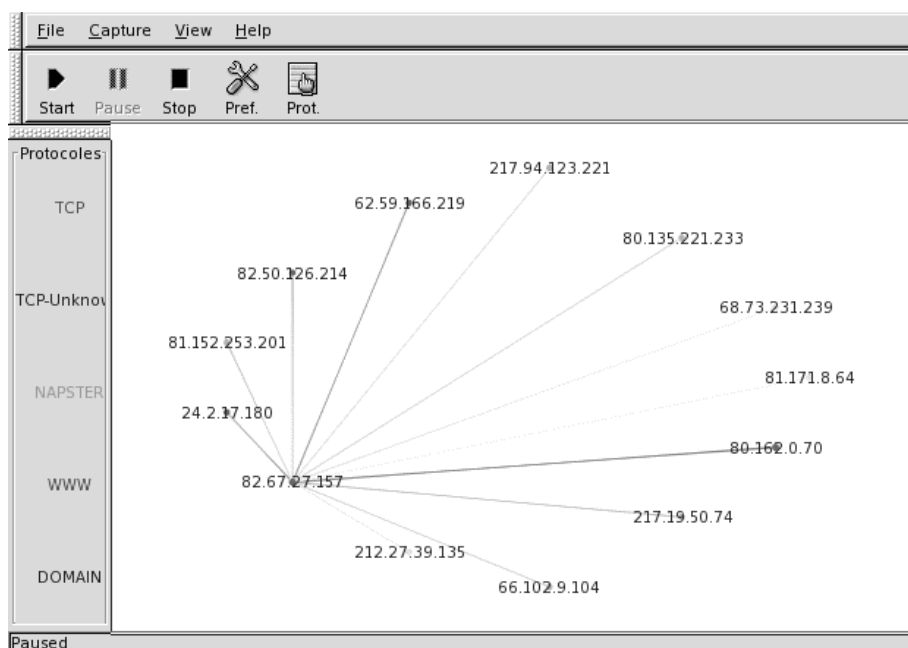 File Capture View Help
Start Pause Stop Pref. Prot.
Protocoles
TCP
TCP-Unknow
NAPSTER
WWW
DOMAIN
217.94.123.221
62.59.166.219
80.135.221.233
82.50.126.214
68.73.231.239
81.152.253.201
81.171.8.64
24.2.17.180
80.162.0.70
82.67.27.157
217.19.50.74
212.27.39.135
66.102.9.104
Paused